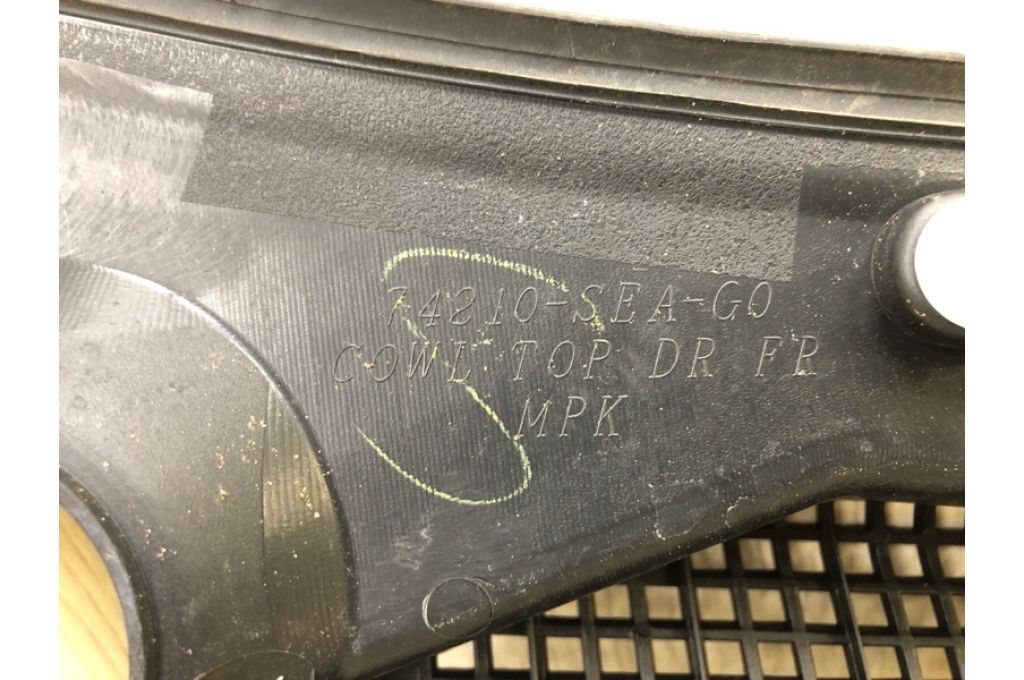 74210-SEA-G0
COWL TOP DR FR
MPK